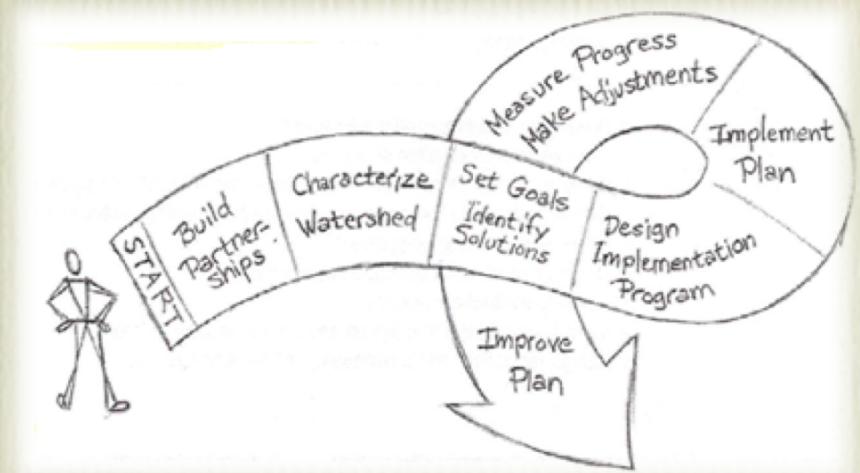 START
Build
Partner-
ships
Characterize
Watershed
Set Goals
Identify
Solutions
Design
Implementation
Program
Implement
Plan
Measure Progress
Make Adjustments
Improve
Plan